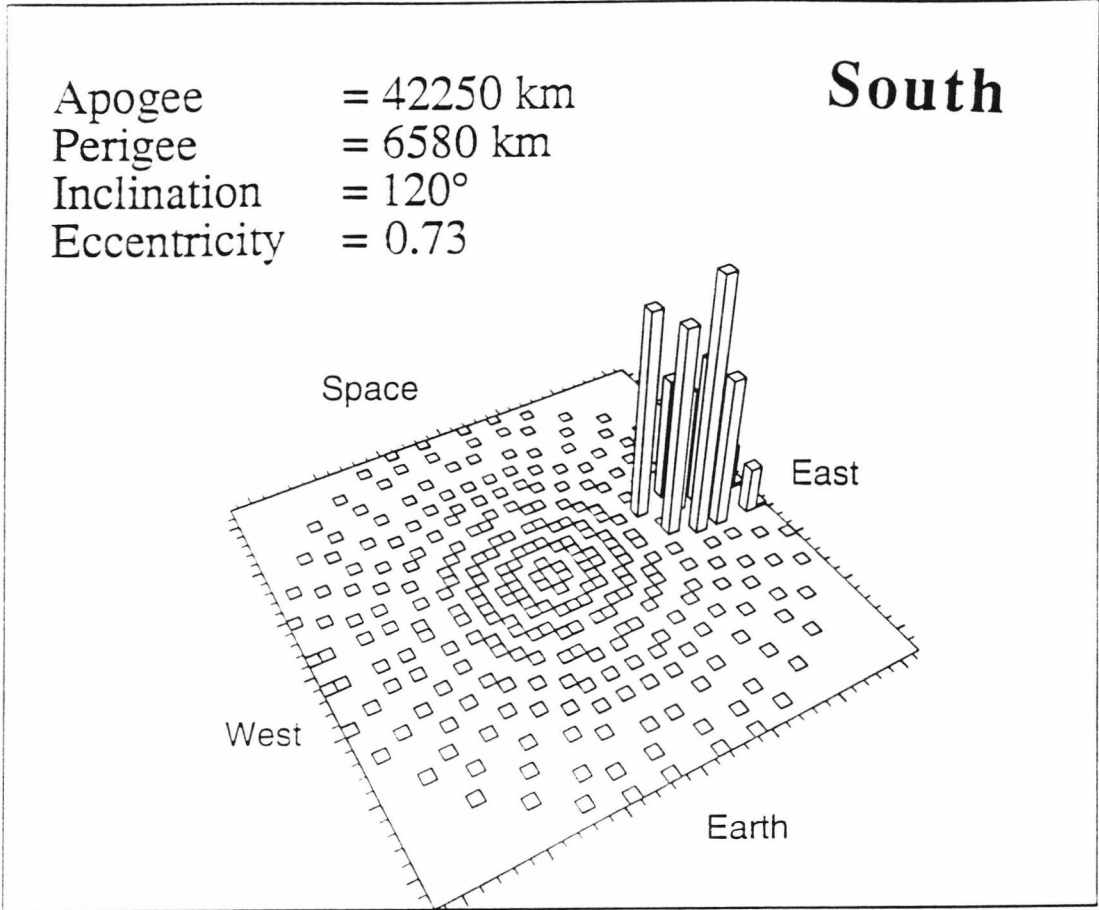 South
Apogee = 42250 km
Perigee = 6580 km
Inclination = 120°
Eccentricity = 0.73
Space
East
West
Earth